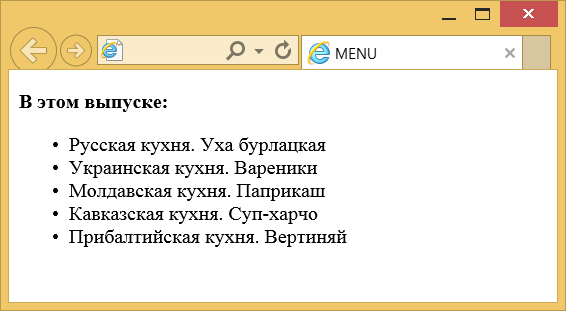 MENU
В этом выпуске:
Русская кухня. Уха бурлацкая
Украинская кухня. Вареники
Молдавская кухня. Паприкаш
Кавказская кухня. Суп-харчо
Прибалтийская кухня. Вертиняй